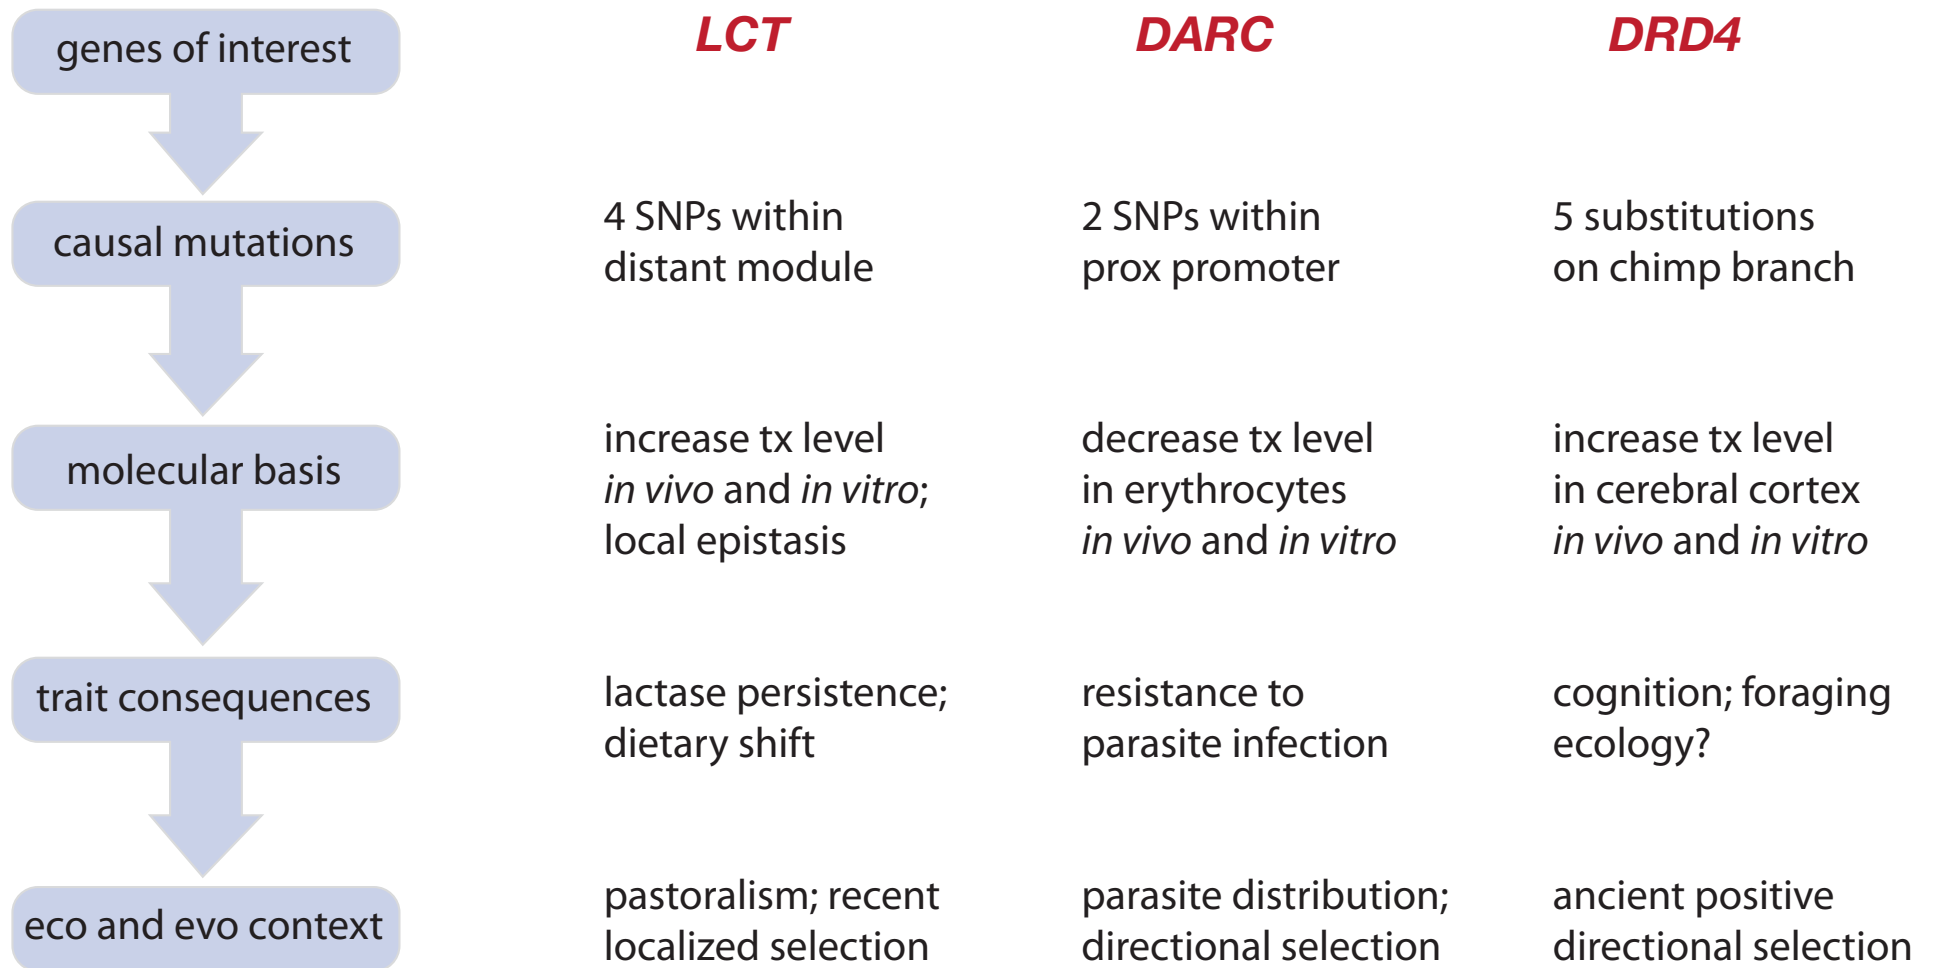 genes of interest
LCT
DARC
DRD4
causal mutations
4 SNPs within
distant module
2 SNPs within
prox promoter
5 substitutions
on chimp branch
molecular basis
increase tx level
in vivo and in vitro;
local epistasis
decrease tx level
in erythrocytes
in vivo and in vitro
increase tx level
in cerebral cortex
in vivo and in vitro
trait consequences
lactase persistence;
dietary shift
resistance to
parasite infection
cognition; foraging
ecology?
eco and evo context
pastoralism; recent
localized selection
parasite distribution;
directional selection
ancient positive
directional selection